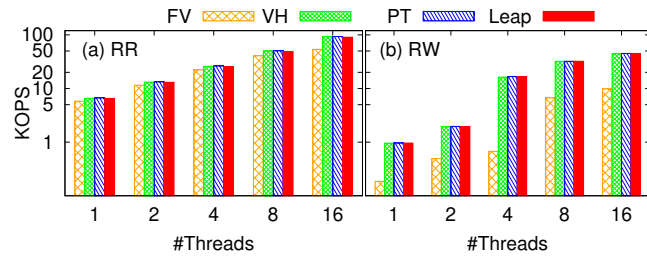 FV VH PT Leap
100
50
20
10
5
1
KOPS
(a) RR
(b) RW
1 2 4 8 16 1 2 4 8 16
#Threads #Threads